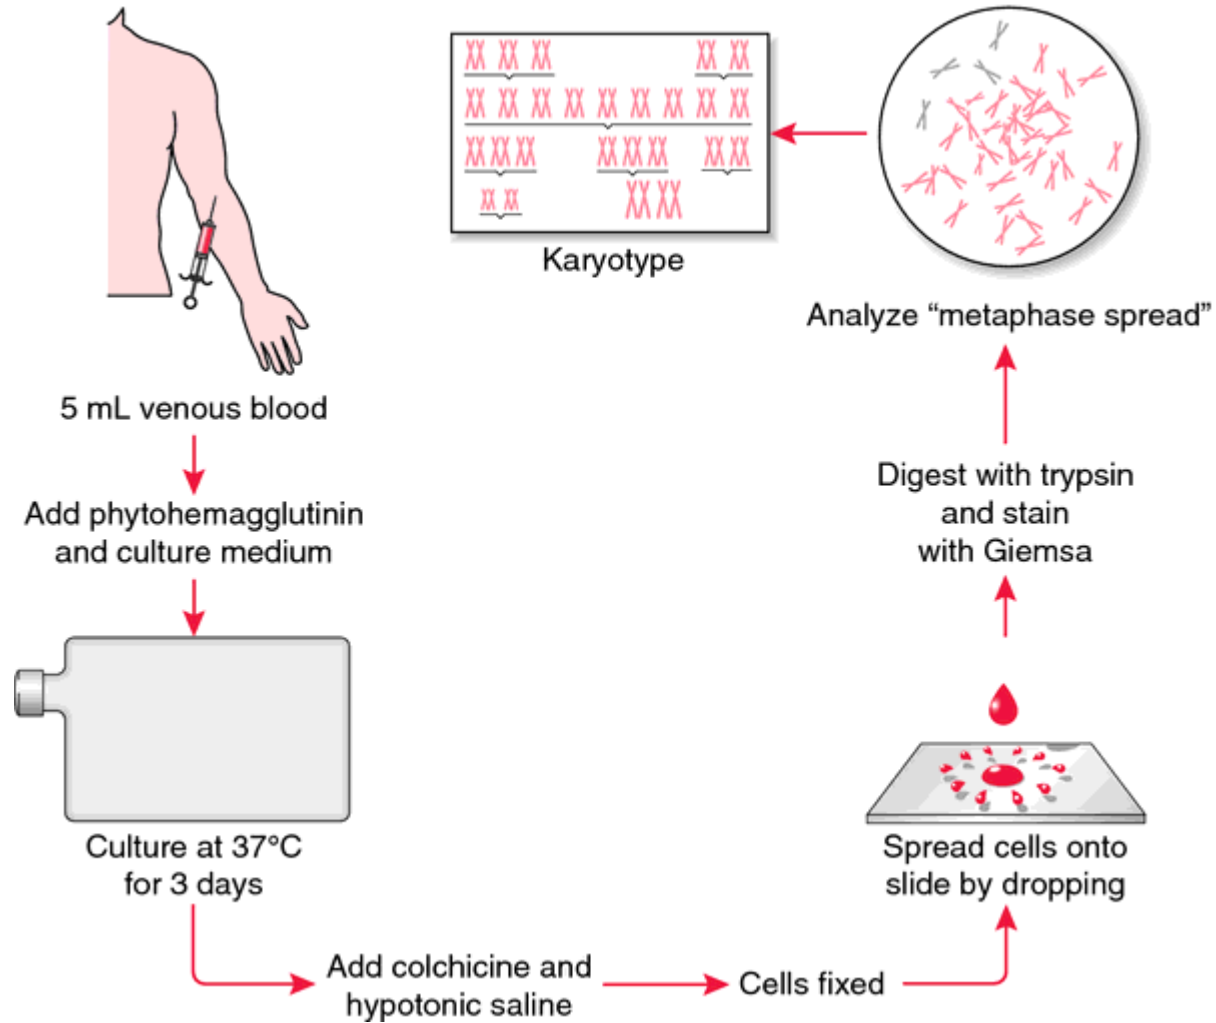 5 mL venous blood
Add phytohemagglutinin
and culture medium
Culture at 37°C
for 3 days
Add colchicine and
hypotonic saline
Cells fixed
Spread cells onto
slide by dropping
Digest with trypsin
and stain
with Giemsa
Analyze “metaphase spread”
Karyotype